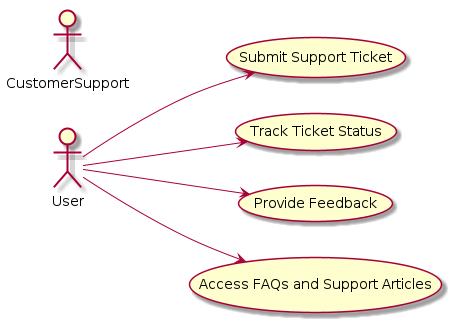 CustomerSupport
User
Submit Support Ticket
Track Ticket Status
Provide Feedback
Access FAQs and Support Articles